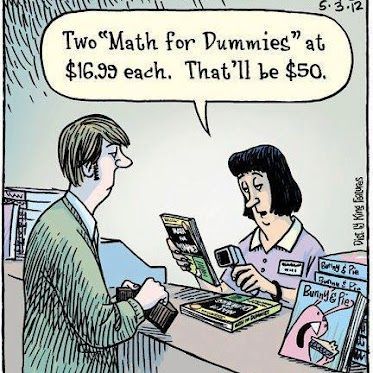 5.3.12
Two "Math for Dummies" at
$16.99 each. That'll be $50.
Dist. by King Features
Bunny & Pie
Bunny & Pie
Bunny & Pie